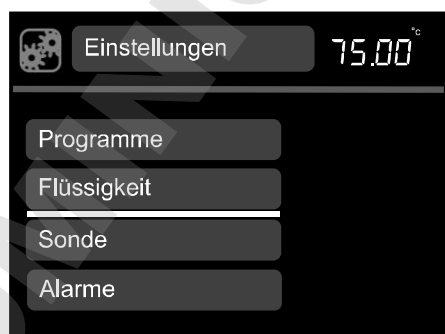 Einstellungen 75.00°c
Programme
Flüssigkeit
Sonde
Alarme